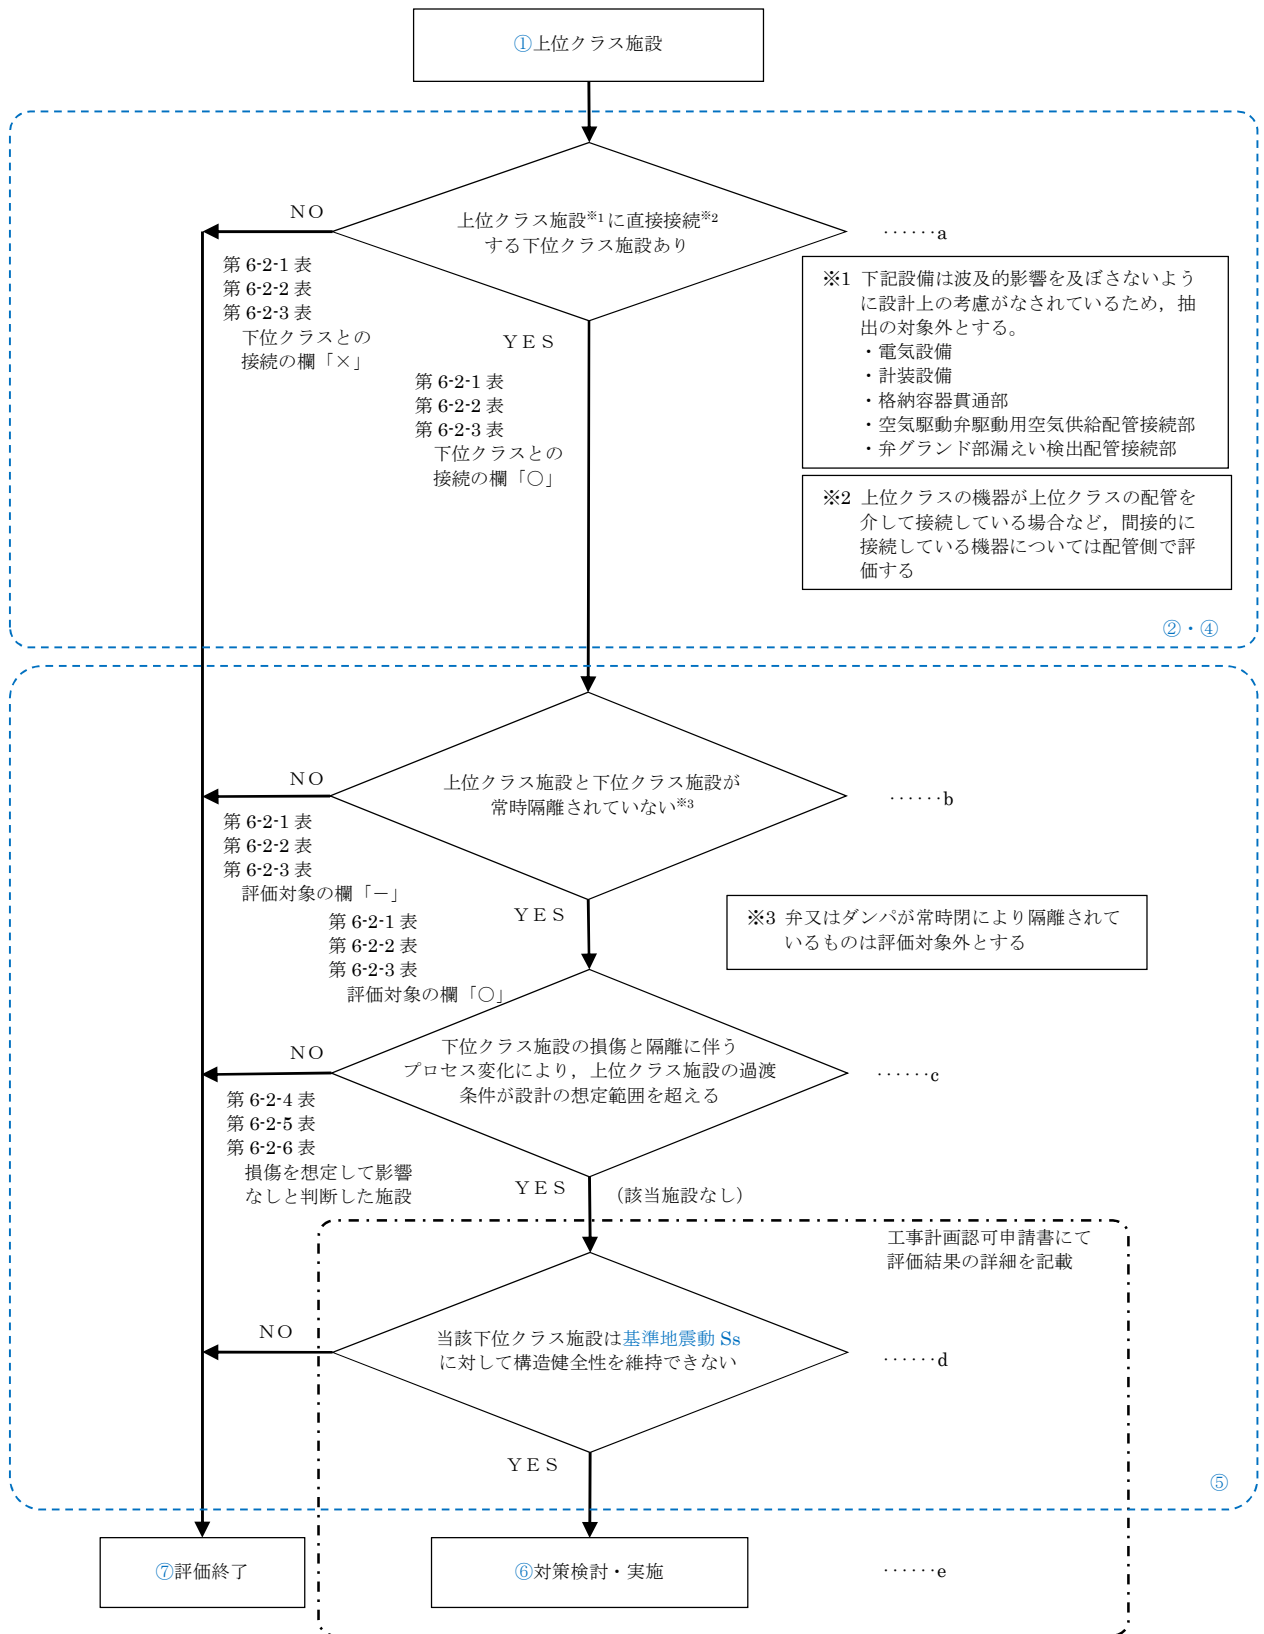 ①上位クラス施設
NO
上位クラス施設※1に直接接続※2
する下位クラス施設あり
······a
第 6-2-1 表
第 6-2-2 表
第 6-2-3 表
下位クラスとの
接続の欄「×」
YES
第 6-2-1 表
第 6-2-2 表
第 6-2-3 表
下位クラスとの
接続の欄「○」
※1 下記設備は波及的影響を及ぼさないよう
に設計上の考慮がなされているため，抽
出の対象外とする。
・電気設備
・計装設備
・格納容器貫通部
・空気駆動弁駆動用空気供給配管接続部
・弁グランド部漏えい検出配管接続部
※2 上位クラスの機器が上位クラスの配管を
介して接続している場合など，間接的に
接続している機器については配管側で評
価する
②・④
NO
上位クラス施設と下位クラス施設が
常時隔離されていない※3
······b
第 6-2-1 表
第 6-2-2 表
第 6-2-3 表
評価対象の欄「－」
YES
第 6-2-1 表
第 6-2-2 表
第 6-2-3 表
評価対象の欄「○」
※3 弁又はダンパが常時閉により隔離されて
いるものは評価対象外とする
NO
下位クラス施設の損傷と隔離に伴う
プロセス変化により，上位クラス施設の過渡
条件が設計の想定範囲を超える
······c
第 6-2-4 表
第 6-2-5 表
第 6-2-6 表
損傷を想定して影響
なしと判断した施設
YES
（該当施設なし）
工事計画認可申請書にて
評価結果の詳細を記載
NO
当該下位クラス施設は基準地震動 Ss
に対して構造健全性を維持できない
······d
YES
⑤
⑦評価終了
⑥対策検討・実施
······e